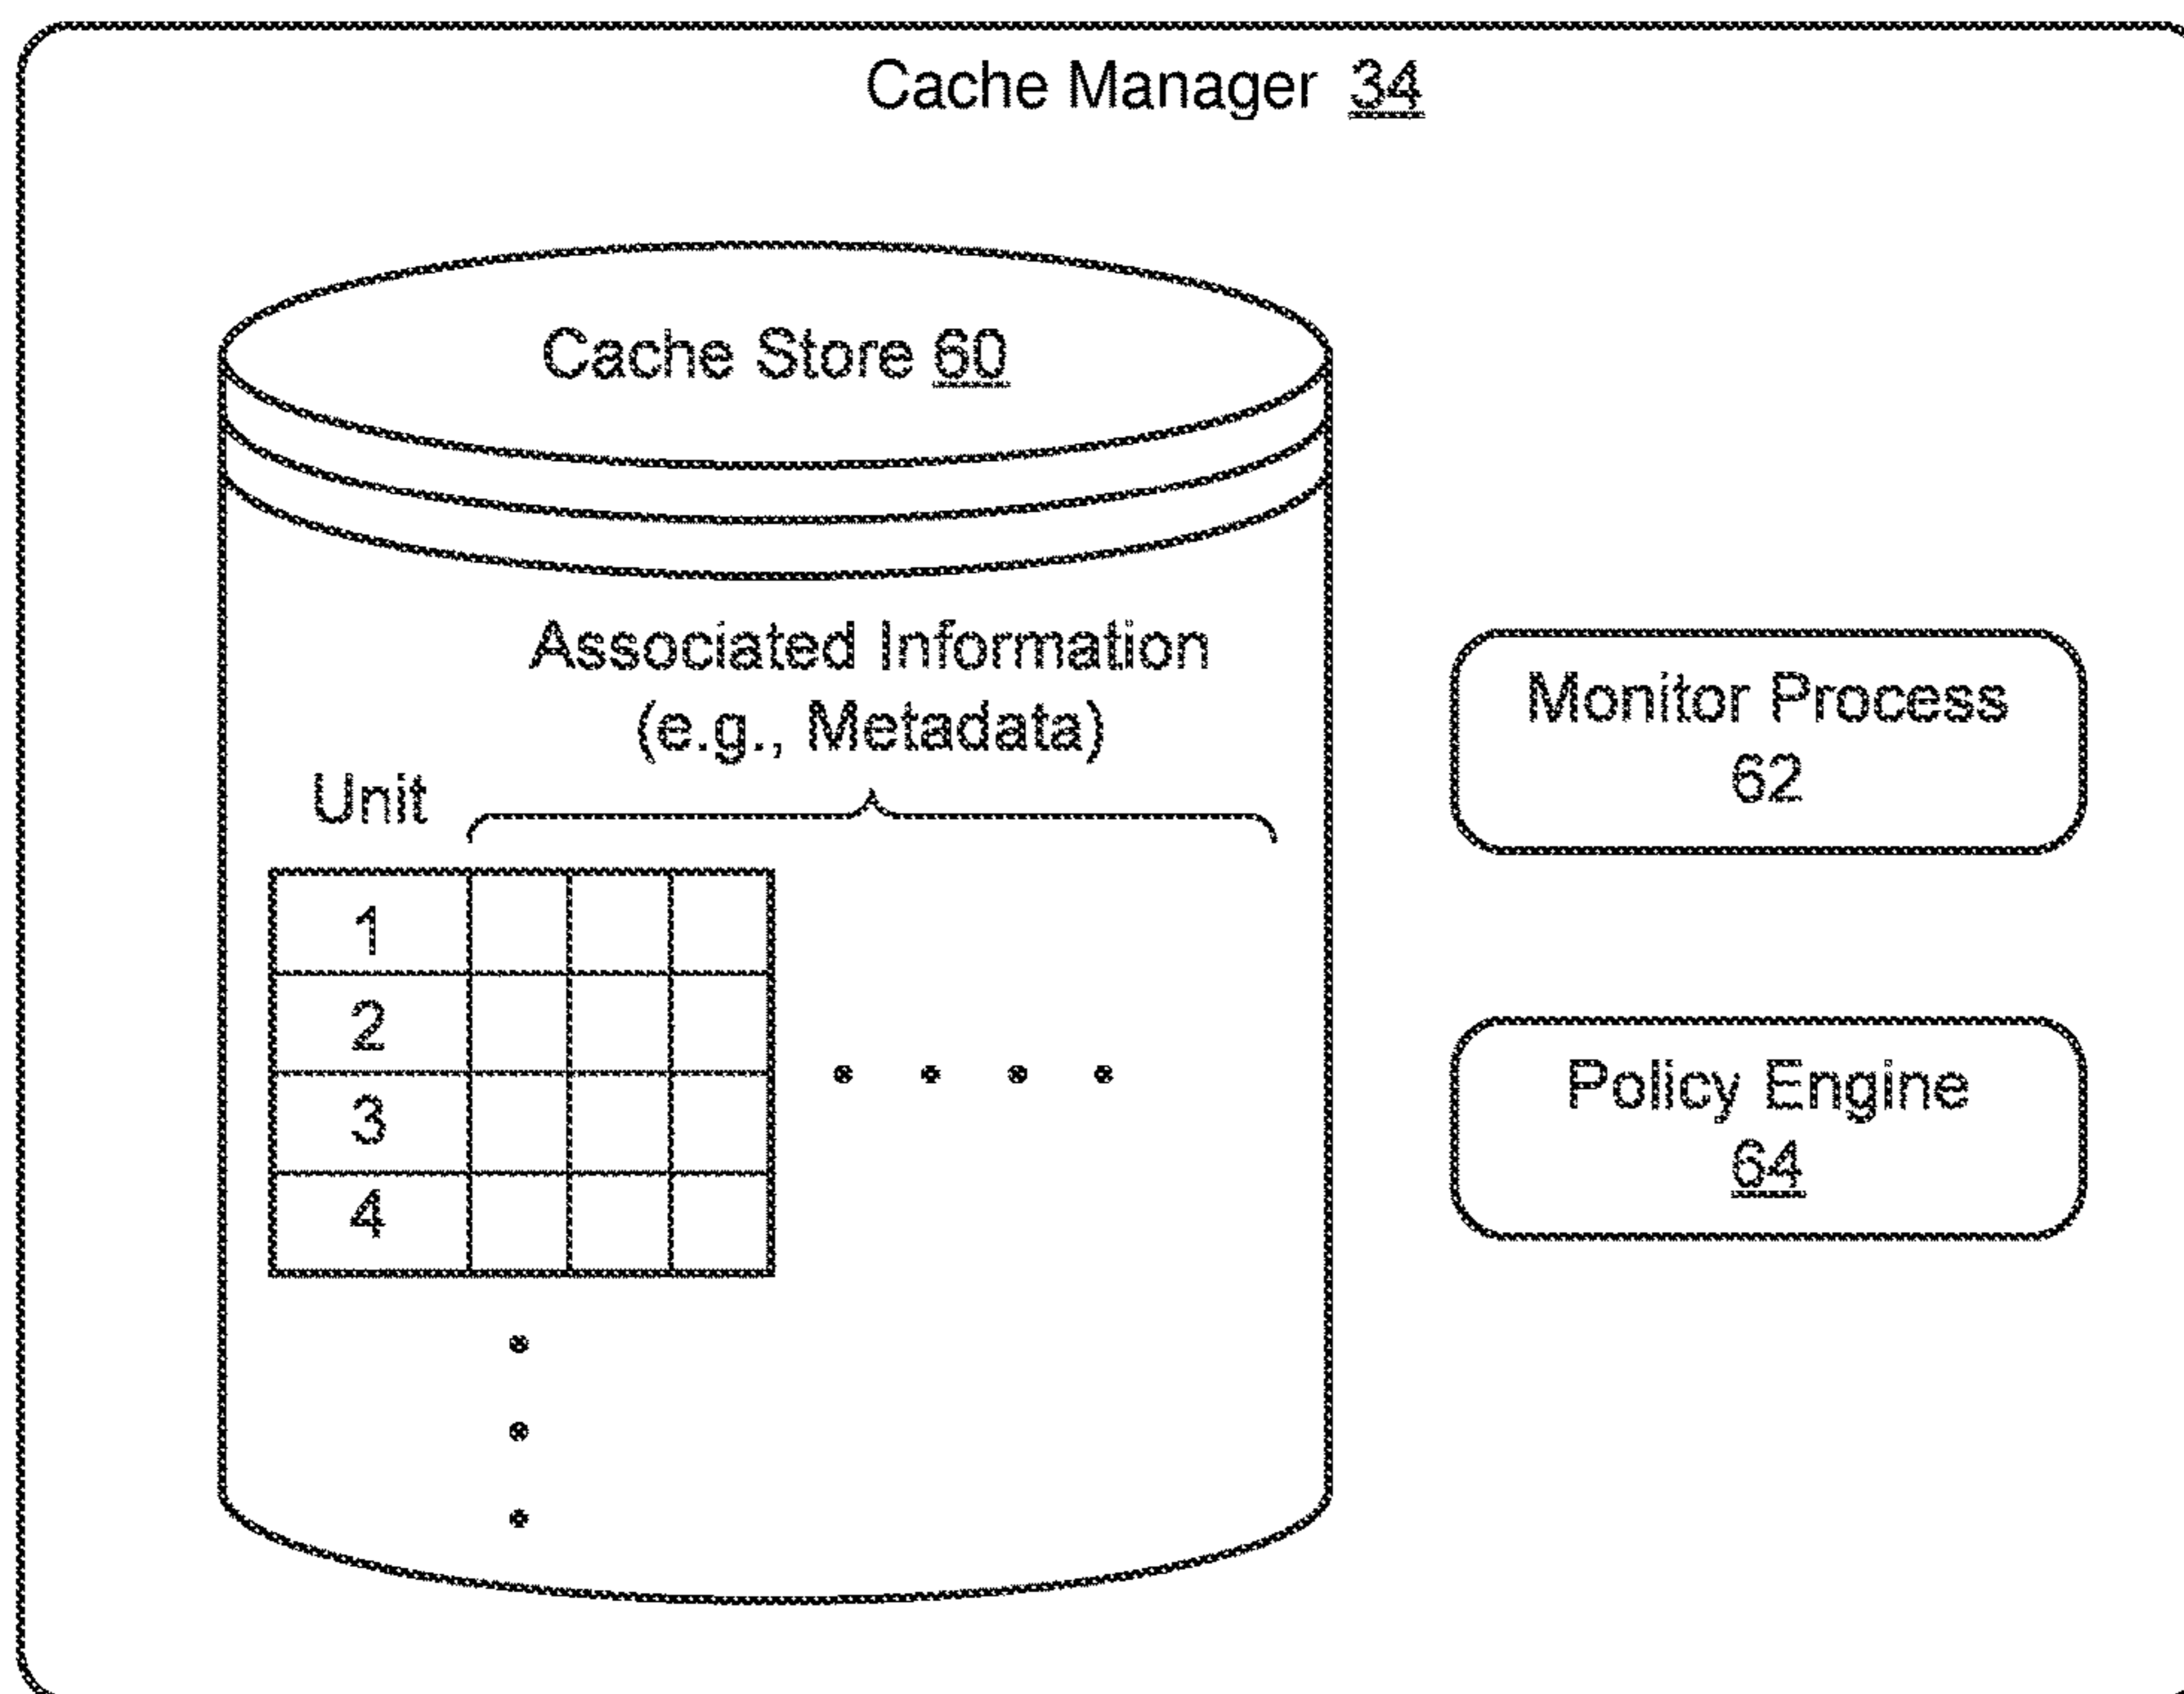 Cache Manager 34
Cache Store 60
Associated Information
(e.g., Metadata)
Unit
1
2
3
4
Monitor Process
62
Policy Engine
64